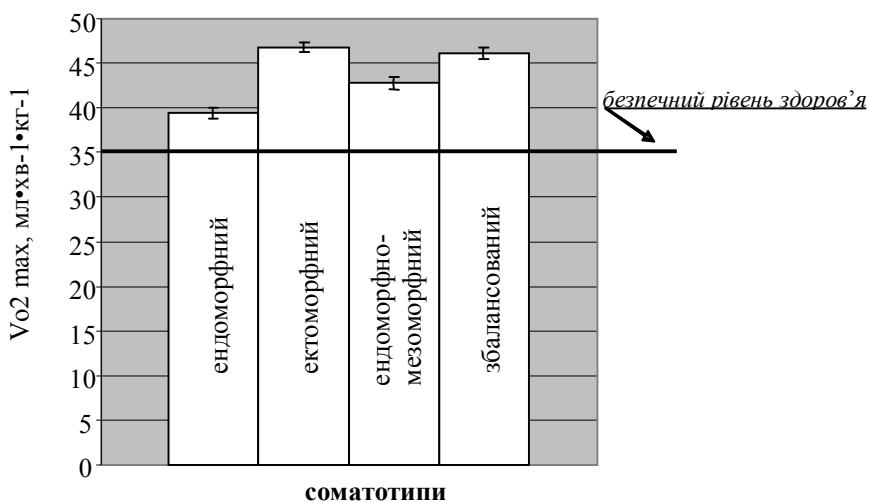 Vo2 max, мл•хв-1•кг-1
50
45
40
35
30
25
20
15
10
5
0
безпечний рівень здоров’я
ендоморфний
ектоморфний
ендоморфно-
мезоморфний
збалансований
соматотипи